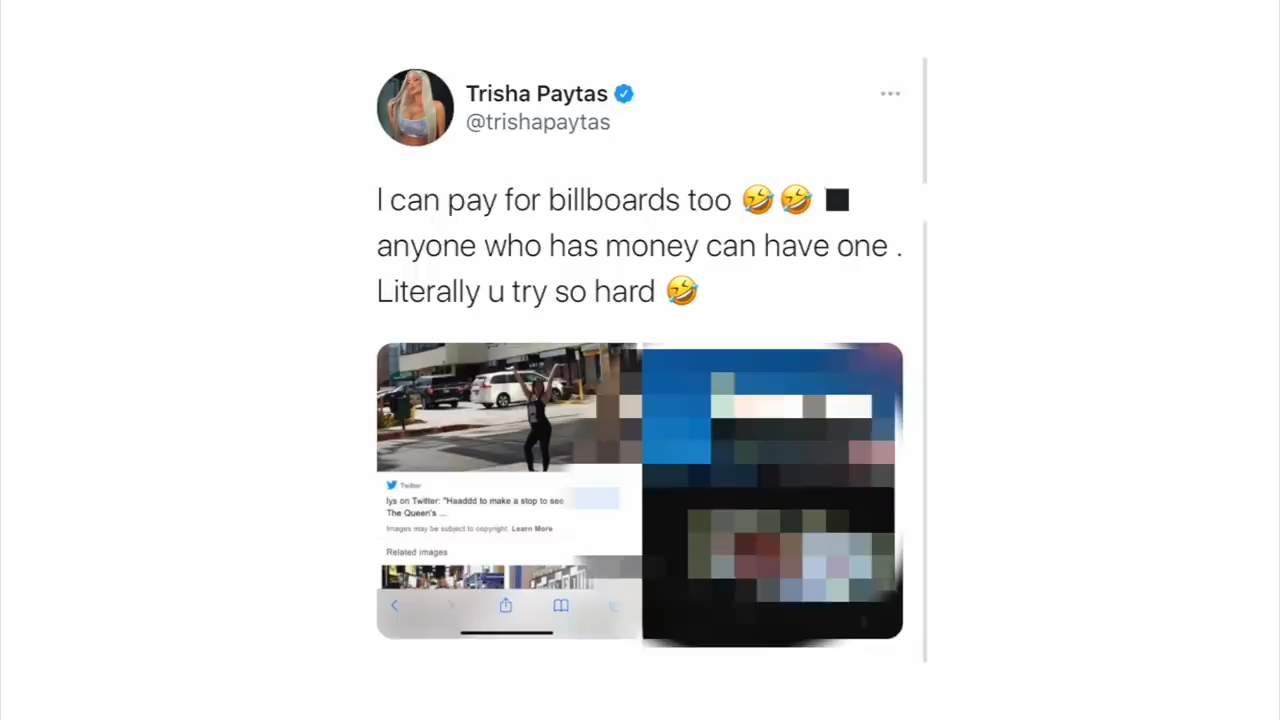 Trisha Paytas
@trishapaytas
I can pay for billboards too 🤣🤣
anyone who has money can have one .
Literally u try so hard 🤣
Twitter
lys on Twitter: "Haaddd to make a stop to see
The Queen's ...
Images may be subject to copyright. Learn More
Related images